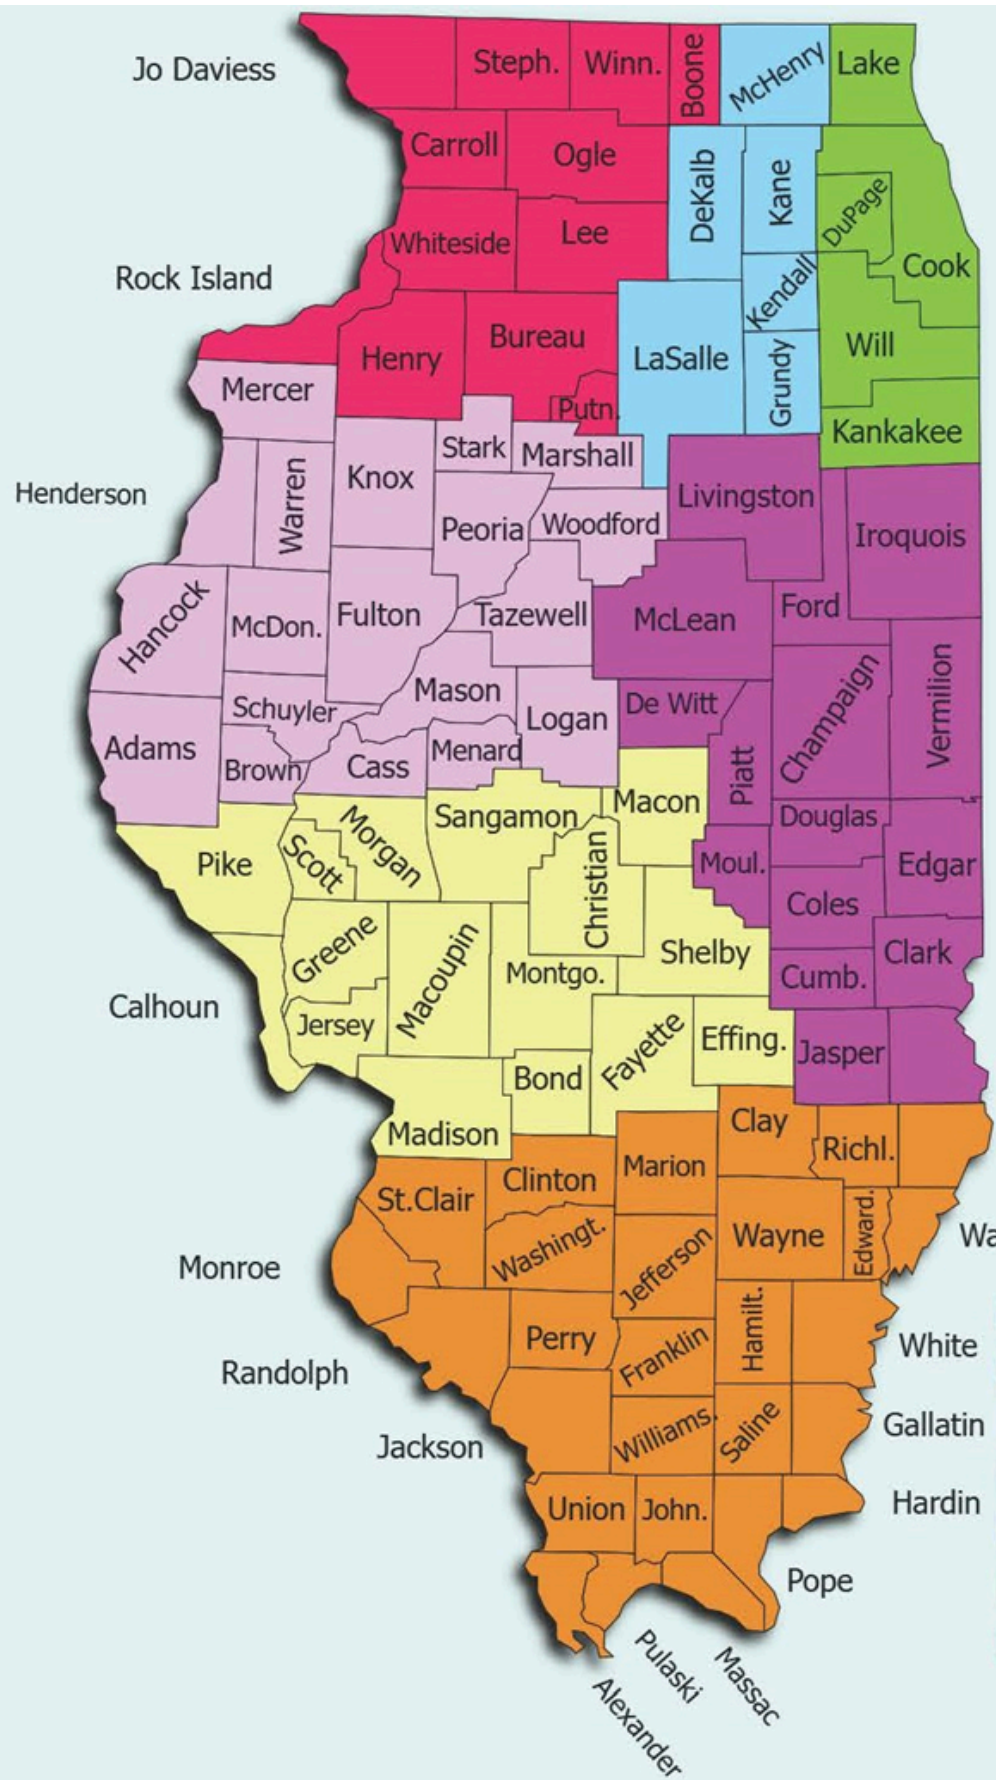 Jo Daviess
Steph.
Winn.
Boone
McHenry
Lake
Carroll
Ogle
DeKalb
Kane
DuPage
Cook
Whiteside
Lee
Rock Island
Kendall
Henry
Bureau
LaSalle
Grundy
Will
Putn.
Mercer
Kankakee
Stark
Marshall
Henderson
Warren
Knox
Livingston
Peoria
Woodford
Iroquois
Hancock
McDon.
Fulton
Tazewell
McLean
Ford
Schuyler
Mason
Logan
De Witt
Champaign
Vermilion
Adams
Brown
Cass
Menard
Piatt
Sangamon
Macon
Douglas
Pike
Scott
Morgan
Christian
Moul.
Edgar
Coles
Greene
Macoupin
Montgo.
Shelby
Clark
Cumb.
Calhoun
Jersey
Fayette
Effing.
Jasper
Bond
Madison
Clay
Richl.
St.Clair
Clinton
Marion
Wayne
Edward.
Wa
Washingt.
Jefferson
Monroe
Perry
Franklin
Hamilt.
White
Randolph
Williams.
Saline
Gallatin
Jackson
Union
John.
Hardin
Pope
Pulaski
Massac
Alexander